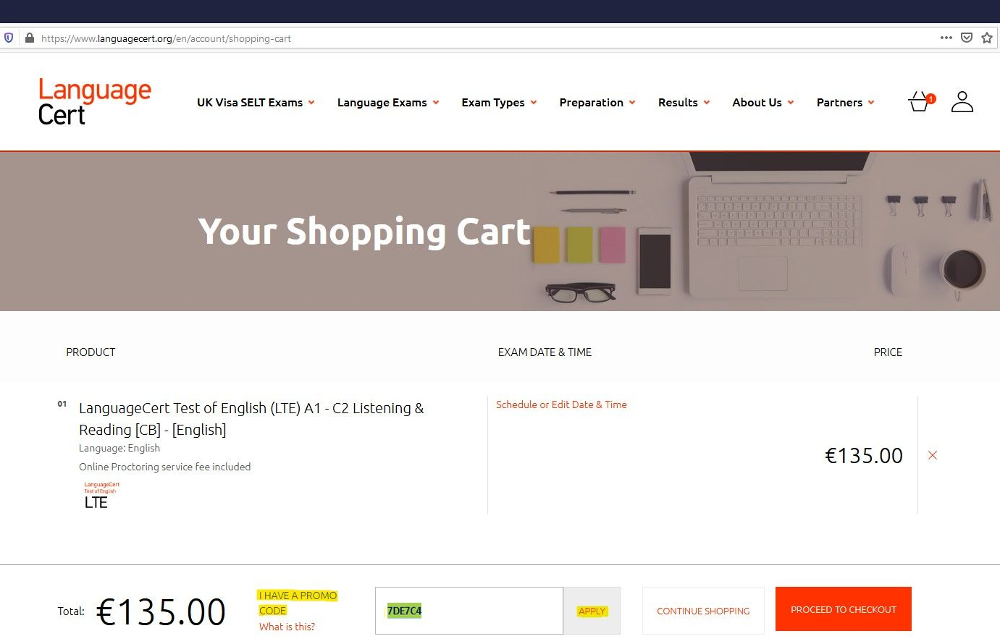 https://www.languagecert.org/en/account/shopping-cart
Language
Cert
UK Visa SELT Exams
Language Exams
Exam Types
Preparation
Results
About Us
Partners
1
Your Shopping Cart
PRODUCT
EXAM DATE & TIME
PRICE
01
LanguageCert Test of English (LTE) A1 - C2 Listening &
Reading [CB] - [English]
Language: English
Online Proctoring service fee included
LanguageCert
Test of English
LTE
Schedule or Edit Date & Time
€135.00
Total:
€135.00
I HAVE A PROMO
CODE
What is this?
7DE7C4
APPLY
CONTINUE SHOPPING
PROCEED TO CHECKOUT